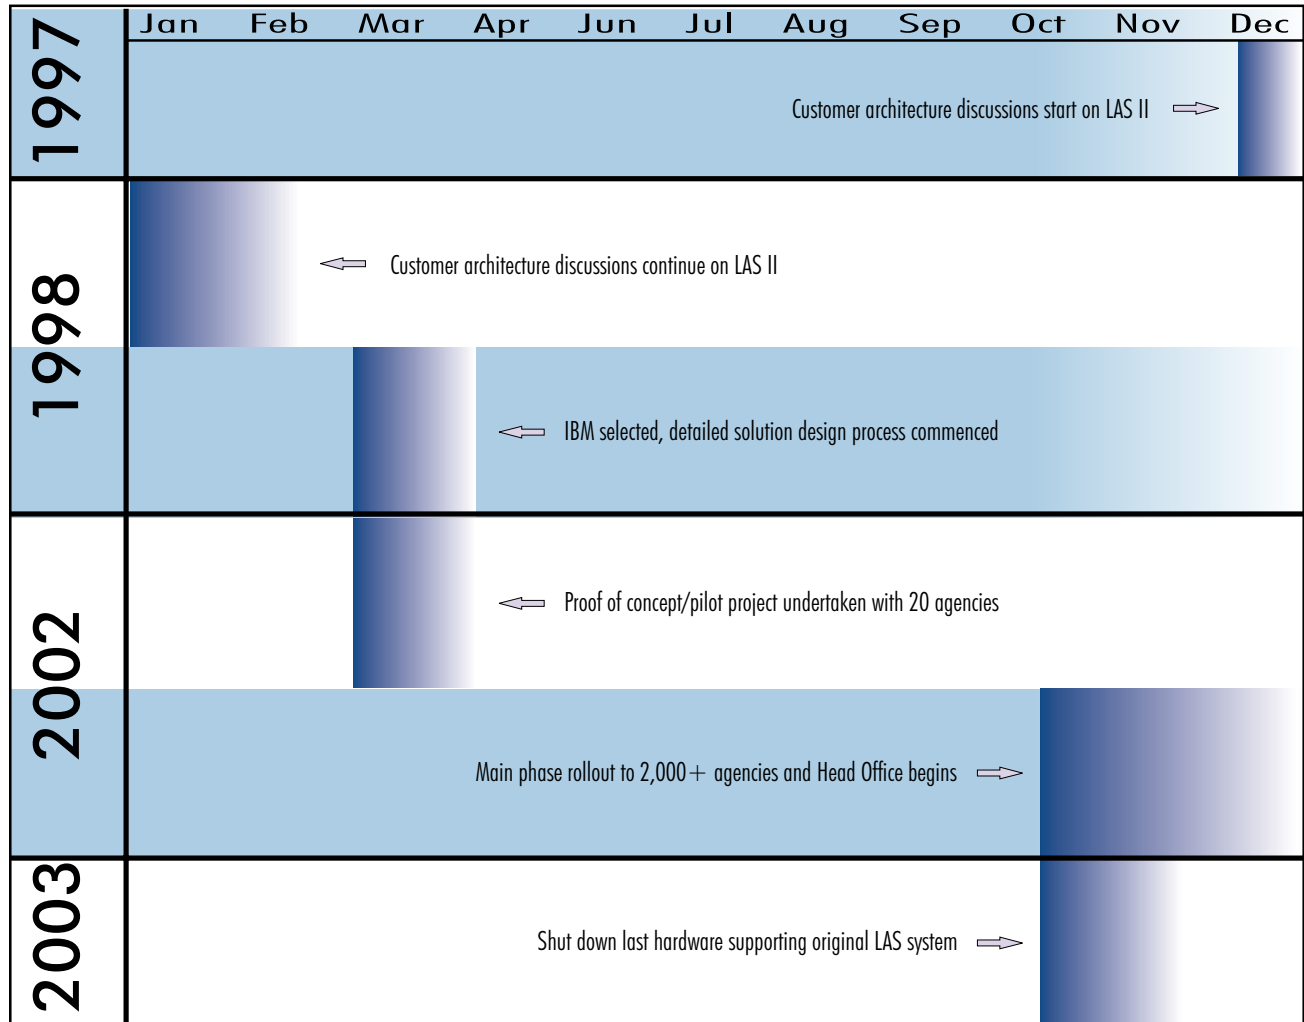 Jan Feb Mar Apr Jun Jul Aug Sep Oct Nov Dec
1997
Customer architecture discussions start on LAS II
1998
Customer architecture discussions continue on LAS II
IBM selected, detailed solution design process commenced
2002
Proof of concept/pilot project undertaken with 20 agencies
Main phase rollout to 2,000+ agencies and Head Office begins
2003
Shut down last hardware supporting original LAS system